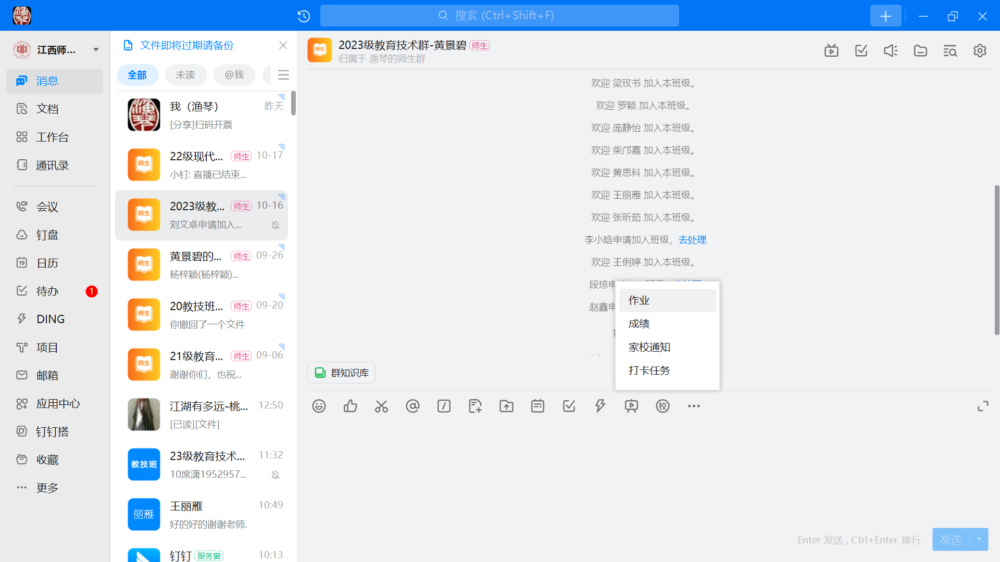 搜索 (Ctrl+Shift+F)
江西师...
消息
文档
工作台
通讯录
会议
钉盘
19
日历
待办
1
DING
项目
邮箱
应用中心
钉钉搭
收藏
更多
文件即将过期请备份
全部
未读
@我
我（渔琴）
昨天
[分享]扫码开票
师生
22级现代...
师生
10-17
小钉: 直播已结束...
师生
2023级教...
师生
10-16
刘文卓申请加入...
师生
黄景碧的...
师生
09-26
杨梓颖(杨梓颖)...
师生
20教技班...
师生
09-20
你撤回了一个文件
师生
21级教育...
师生
09-06
谢谢你们，也祝...
江湖有多远-桃...
12:50
[已读][文件]
教技班
23级教育技术...
11:32
10席潇1952957...
丽雁
王丽雁
10:49
好的好的谢谢老师.
钉钉
服务窗
10:13
师生
2023级教育技术群-黄景碧
师生
归属于 渔琴的师生群
欢迎 梁玫书 加入本班级。
欢迎 罗颖 加入本班级。
欢迎 庞静怡 加入本班级。
欢迎 柴邝嘉 加入本班级。
欢迎 黄思科 加入本班级。
欢迎 王丽雁 加入本班级。
欢迎 张昕茹 加入本班级。
李小晗申请加入班级，去处理
欢迎 王俐婷 加入本班级。
段琼申
赵鑫申
作业
成绩
家校通知
打卡任务
群知识库
校
Enter 发送 , Ctrl+Enter 换行
发送